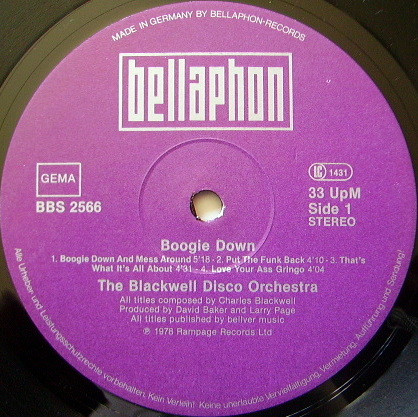 MADE IN GERMANY BY BELLAPHON-RECORDS
bellaphon
GEMA
BBS 2566
LC 1431
33 UpM
Side 1
STEREO
Boogie Down
1. Boogie Down And Mess Around 5'18 - 2. Put The Funk Back 4'10 - 3. That's
What It's All About 4'31 - 4. Love Your Ass Gringo 4'04
The Blackwell Disco Orchestra
All titles composed by Charles Blackwell
Produced by David Baker and Larry Page
All titles published by bellver music
℗ 1978 Rampage Records Ltd
Alle Urheber und Leistungsschutzrechte vorbehalten. Kein Verleih! Keine unerlaubte Vervielfältigung, Vermietung, Aufführung und Sendung!